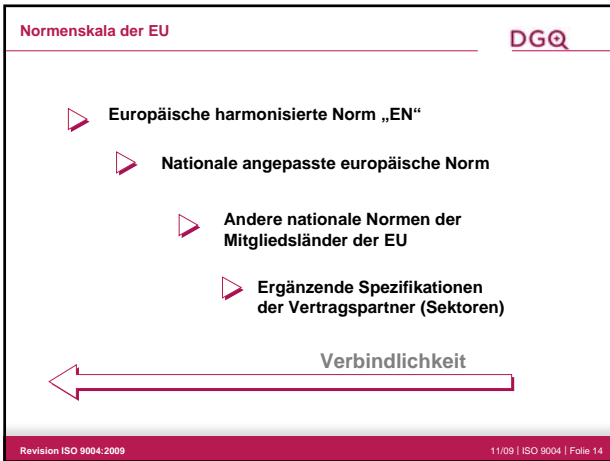 Normenskala der EU
DGQ
Europäische harmonisierte Norm „EN“
Nationale angepasste europäische Norm
Andere nationale Normen der
Mitgliedsländer der EU
Ergänzende Spezifikationen
der Vertragspartner (Sektoren)
Verbindlichkeit
Revision ISO 9004:2009
11/09 | ISO 9004 | Folie 14